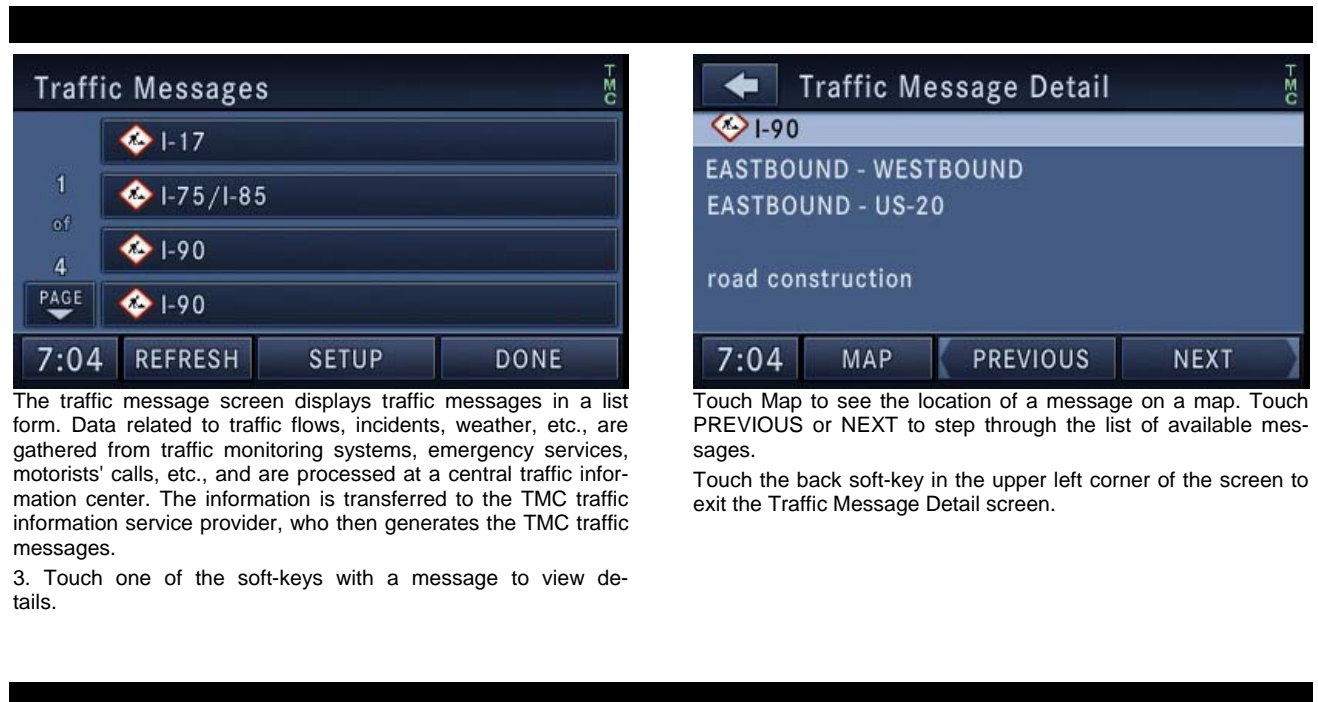 Traffic Messages
TMC
I-17
1
I-75/I-85
of
I-90
4
PAGE
I-90
7:04 REFRESH SETUP DONE
The traffic message screen displays traffic messages in a list
form. Data related to traffic flows, incidents, weather, etc., are
gathered from traffic monitoring systems, emergency services,
motorists' calls, etc., and are processed at a central traffic infor-
mation center. The information is transferred to the TMC traffic
information service provider, who then generates the TMC traffic
messages.
3. Touch one of the soft-keys with a message to view de-
tails.
Traffic Message Detail
TMC
I-90
EASTBOUND - WESTBOUND
EASTBOUND - US-20
road construction
7:04 MAP PREVIOUS NEXT
Touch Map to see the location of a message on a map. Touch
PREVIOUS or NEXT to step through the list of available mes-
sages.
Touch the back soft-key in the upper left corner of the screen to
exit the Traffic Message Detail screen.